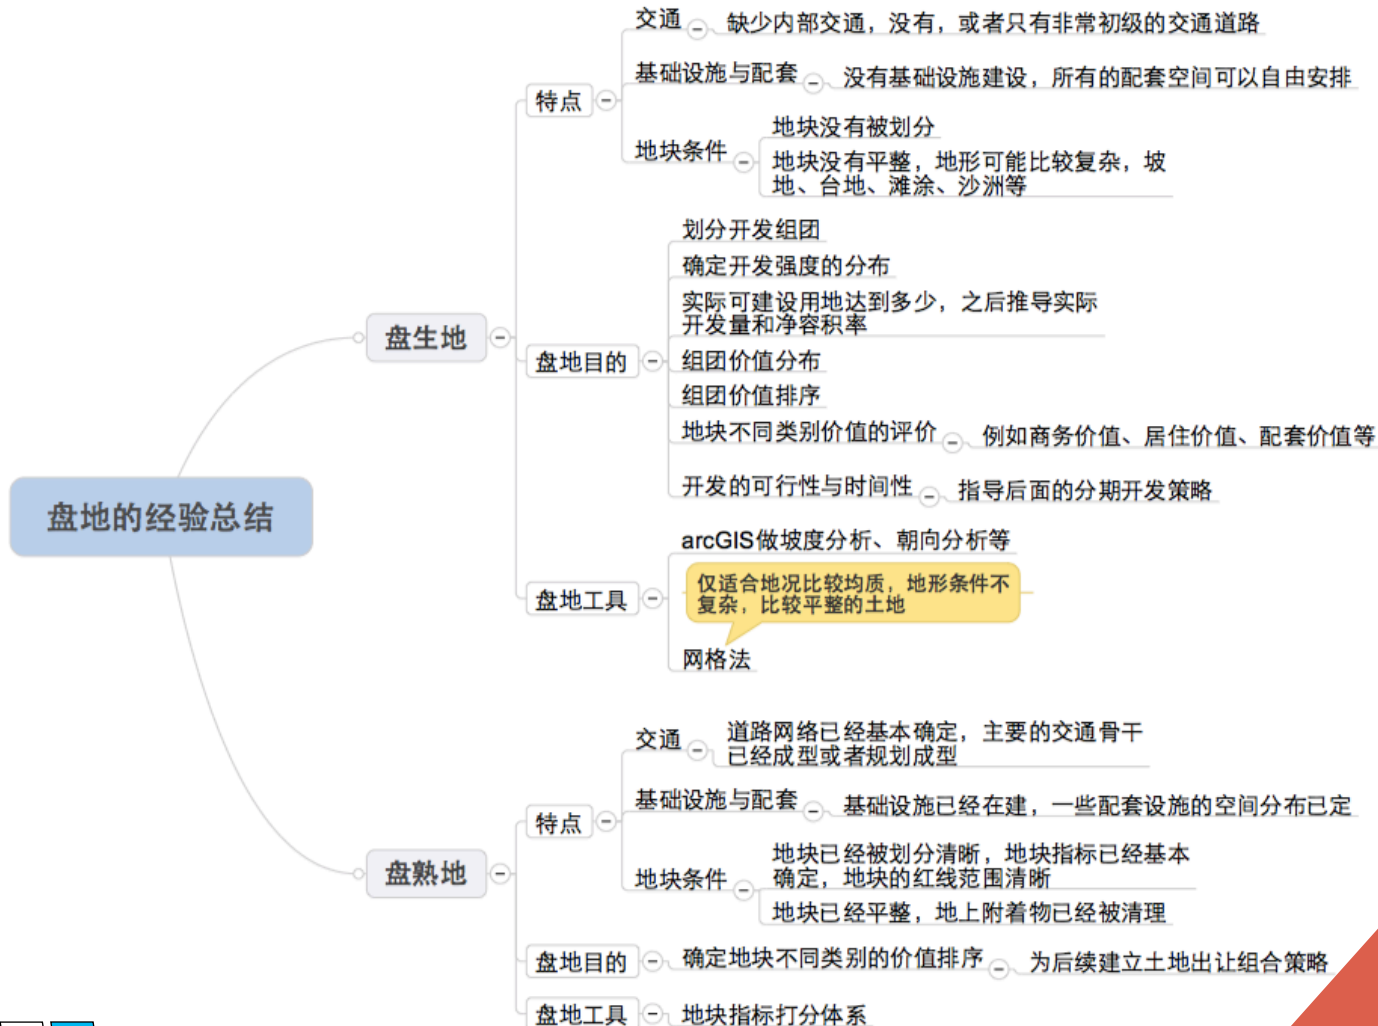 盘地的经验总结
盘生地
特点
交通
缺少内部交通，没有，或者只有非常初级的交通道路
基础设施与配套
没有基础设施建设，所有的配套空间可以自由安排
地块条件
地块没有被划分
地块没有平整，地形可能比较复杂，坡
地、台地、滩涂、沙洲等
盘地目的
划分开发组团
确定开发强度的分布
实际可建设用地达到多少，之后推导实际
开发量和净容积率
组团价值分布
组团价值排序
地块不同类别价值的评价
例如商务价值、居住价值、配套价值等
开发的可行性与时间性
指导后面的分期开发策略
盘地工具
arcGIS做坡度分析、朝向分析等
仅适合地况比较均质，地形条件不
复杂，比较平整的土地
网格法
盘熟地
特点
交通
道路网络已经基本确定，主要的交通骨干
已经成型或者规划成型
基础设施与配套
基础设施已经在建，一些配套设施的空间分布已定
地块条件
地块已经被划分清晰，地块指标已经基本
确定，地块的红线范围清晰
地块已经平整，地上附着物已经被清理
盘地目的
确定地块不同类别的价值排序
为后续建立土地出让组合策略
盘地工具
地块指标打分体系